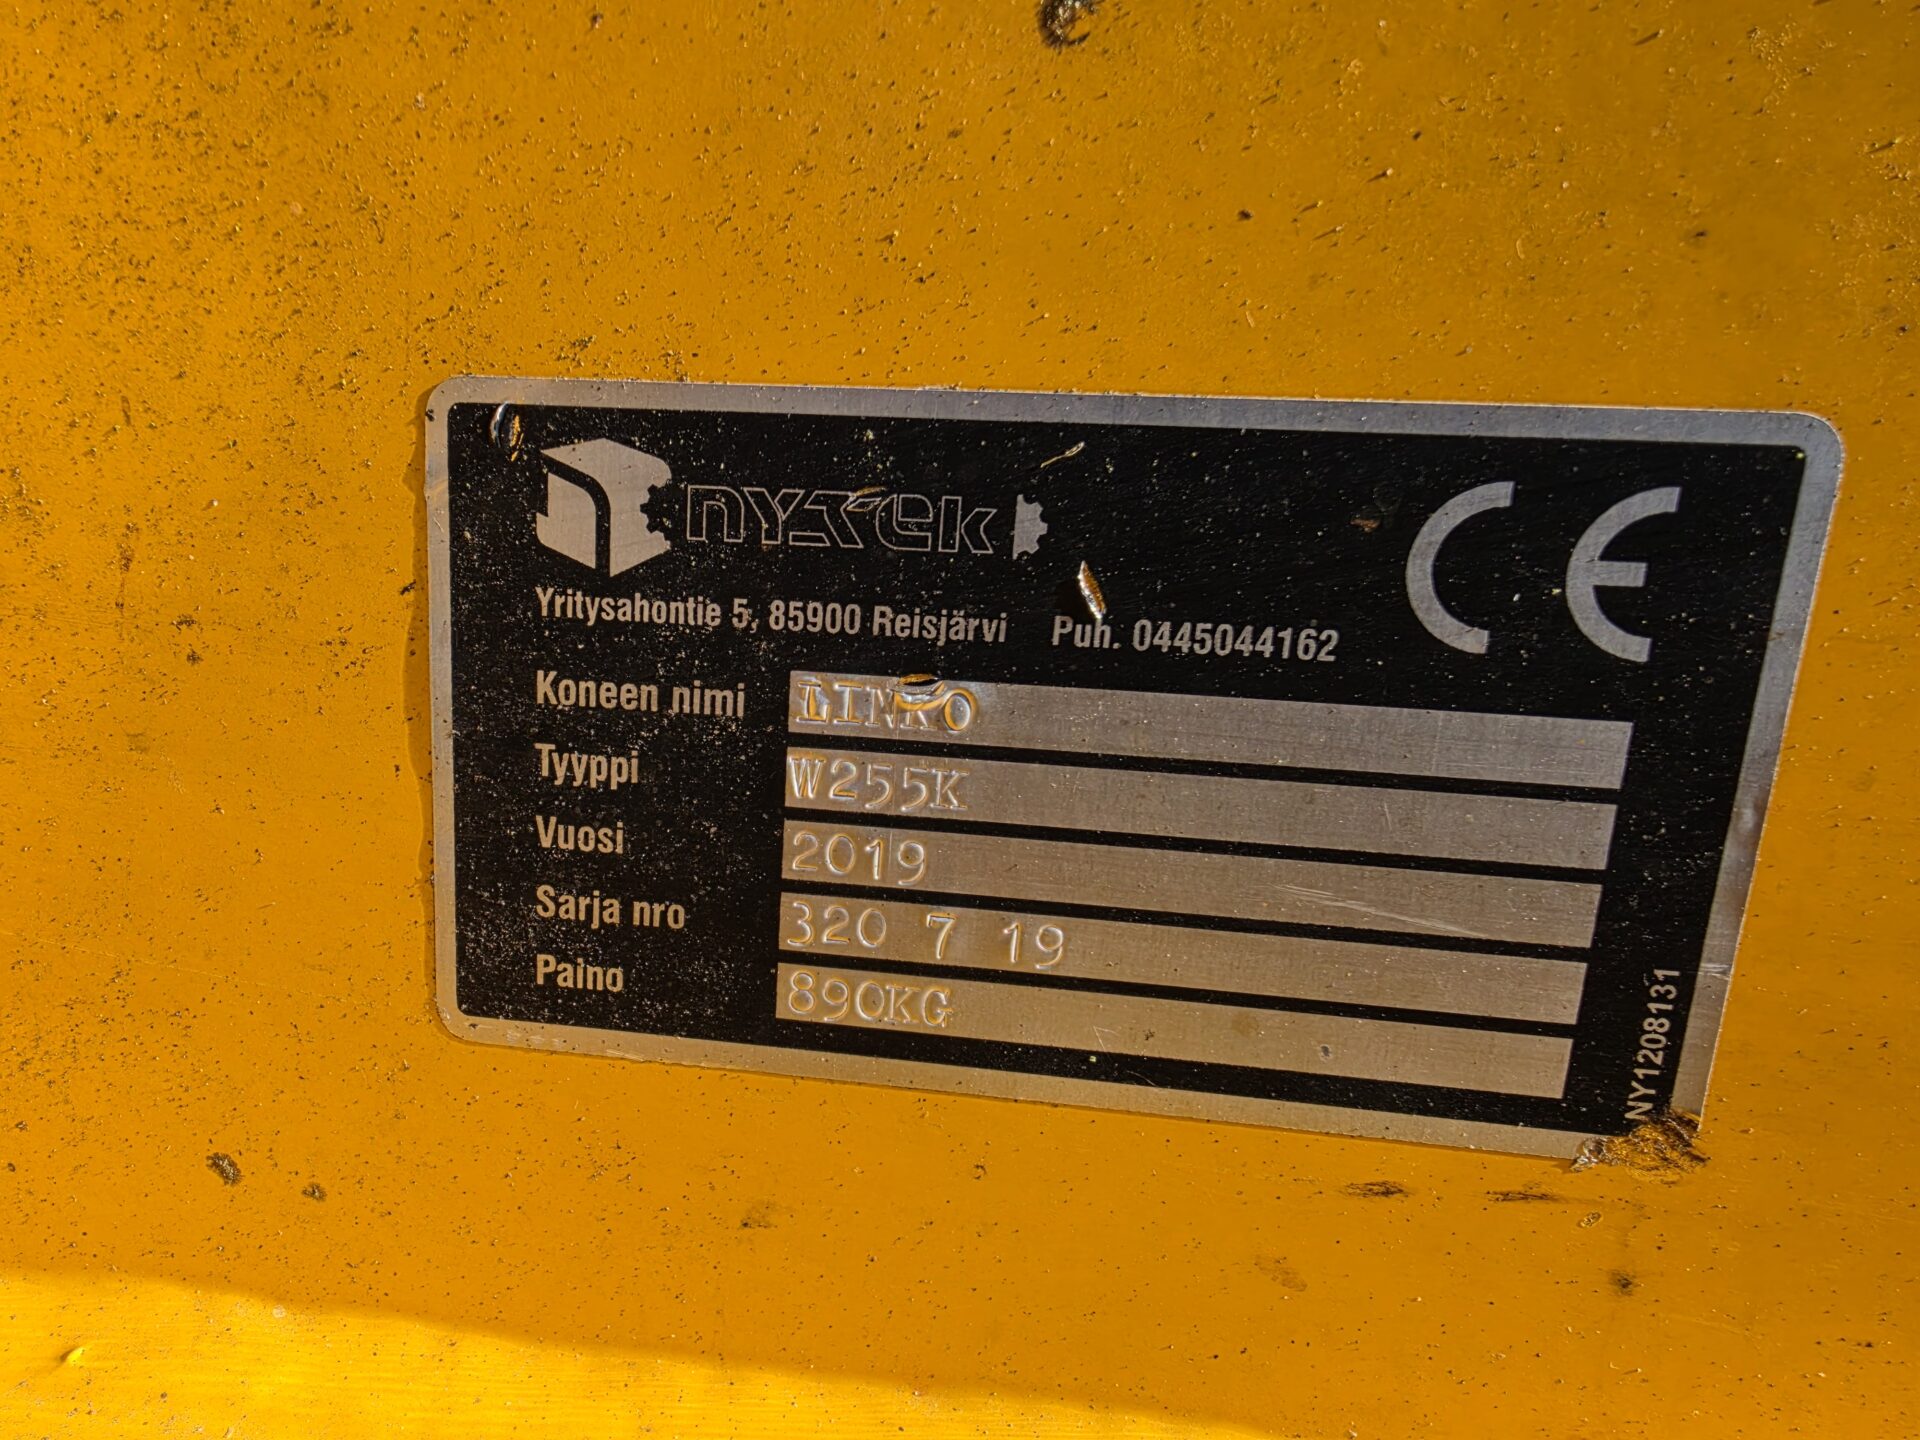 nystek
CE
Yritysahontie 5, 85900 Reisjärvi Puh. 0445044162
Koneen nimi LINKO
Tyyppi W255K
Vuosi 2019
Sarja nro 320 7 19
Paino 890KG
NY1208131